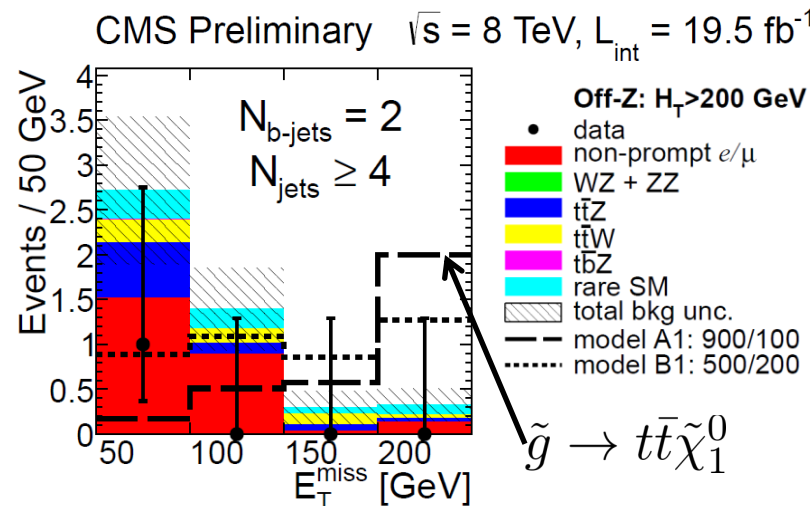 CMS Preliminary √s = 8 TeV, L_int = 19.5 fb⁻¹
Events / 50 GeV
4
3.5
3
2.5
2
1.5
1
0.5
0
N_b-jets = 2
N_jets ≥ 4
50 100 150 200
E_T^miss [GeV]
Off-Z: H_T>200 GeV
data
non-prompt e/μ
WZ + ZZ
tt̄Z
tt̄W
tb̄Z
rare SM
total bkg unc.
model A1: 900/100
model B1: 500/200
g̃ → tt̄χ̃₁⁰